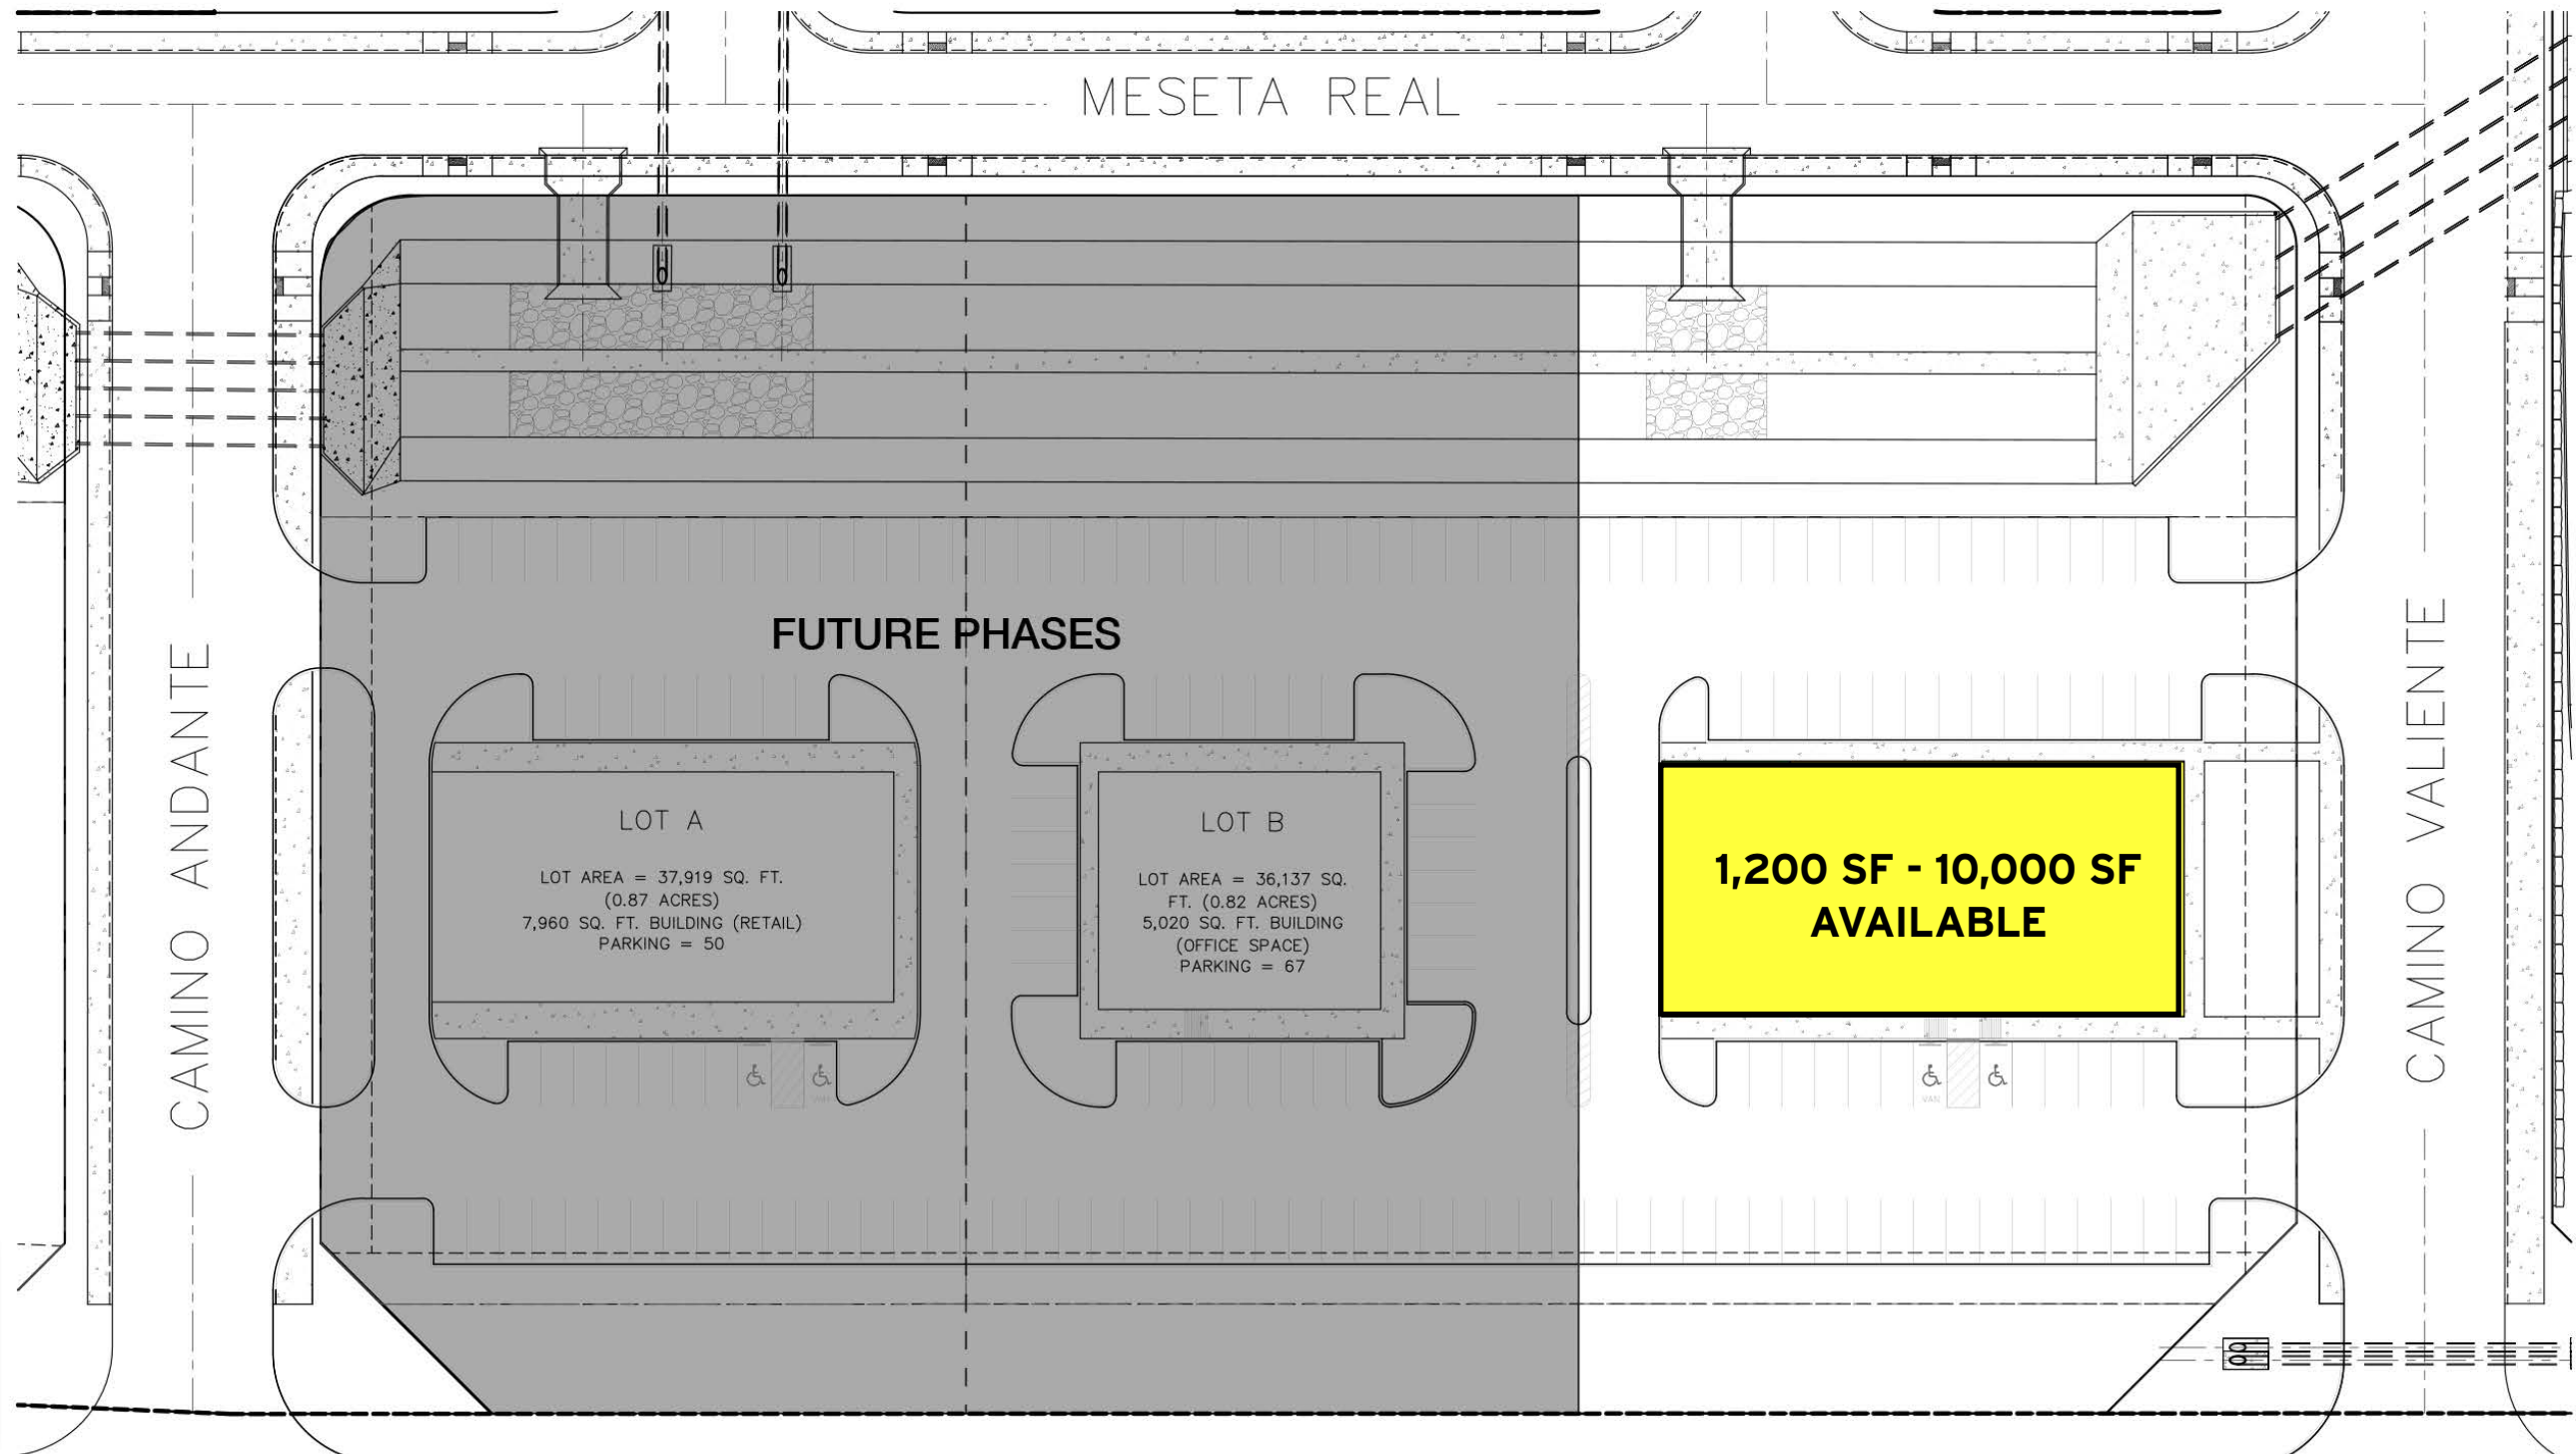 MESETA REAL
FUTURE PHASES
CAMINO ANDANTE
LOT A
LOT AREA = 37,919 SQ. FT.
(0.87 ACRES)
7,960 SQ. FT. BUILDING (RETAIL)
PARKING = 50
LOT B
LOT AREA = 36,137 SQ.
FT. (0.82 ACRES)
5,020 SQ. FT. BUILDING
(OFFICE SPACE)
PARKING = 67
1,200 SF - 10,000 SF
AVAILABLE
CAMINO VALIENTE
VAN
VAN